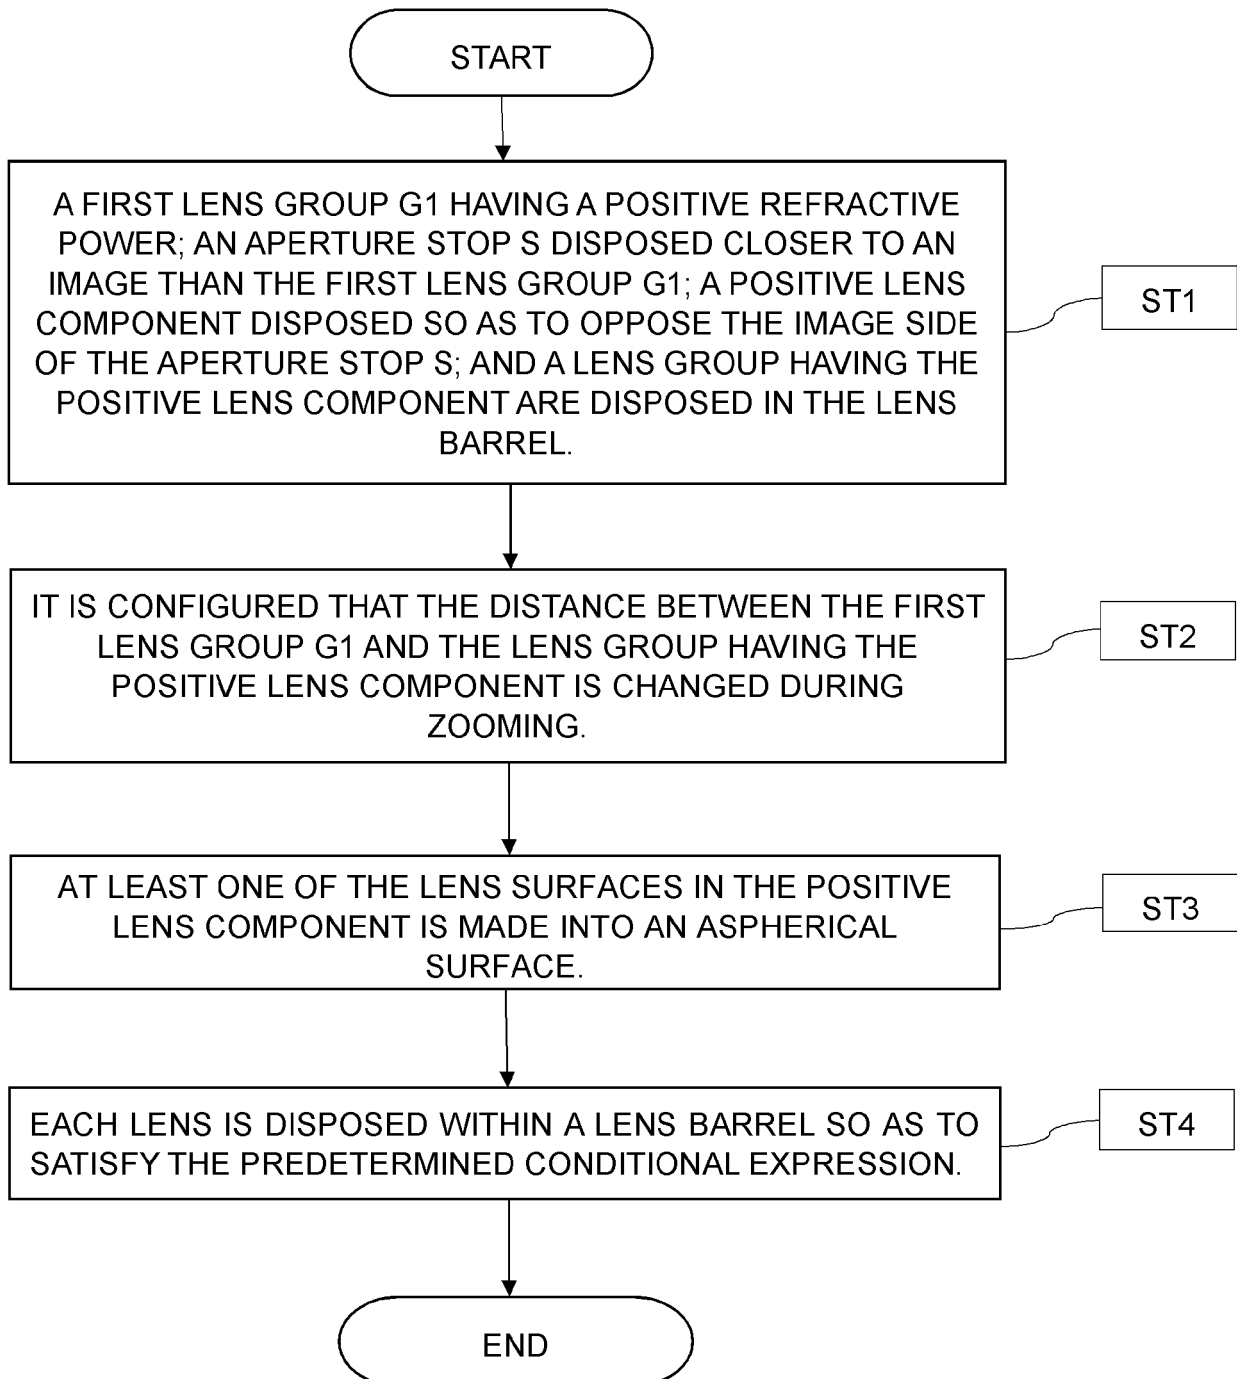 START
A FIRST LENS GROUP G1 HAVING A POSITIVE REFRACTIVE
POWER; AN APERTURE STOP S DISPOSED CLOSER TO AN
IMAGE THAN THE FIRST LENS GROUP G1; A POSITIVE LENS
COMPONENT DISPOSED SO AS TO OPPOSE THE IMAGE SIDE
OF THE APERTURE STOP S; AND A LENS GROUP HAVING THE
POSITIVE LENS COMPONENT ARE DISPOSED IN THE LENS
BARREL.
ST1
IT IS CONFIGURED THAT THE DISTANCE BETWEEN THE FIRST
LENS GROUP G1 AND THE LENS GROUP HAVING THE
POSITIVE LENS COMPONENT IS CHANGED DURING
ZOOMING.
ST2
AT LEAST ONE OF THE LENS SURFACES IN THE POSITIVE
LENS COMPONENT IS MADE INTO AN ASPHERICAL
SURFACE.
ST3
EACH LENS IS DISPOSED WITHIN A LENS BARREL SO AS TO
SATISFY THE PREDETERMINED CONDITIONAL EXPRESSION.
ST4
END